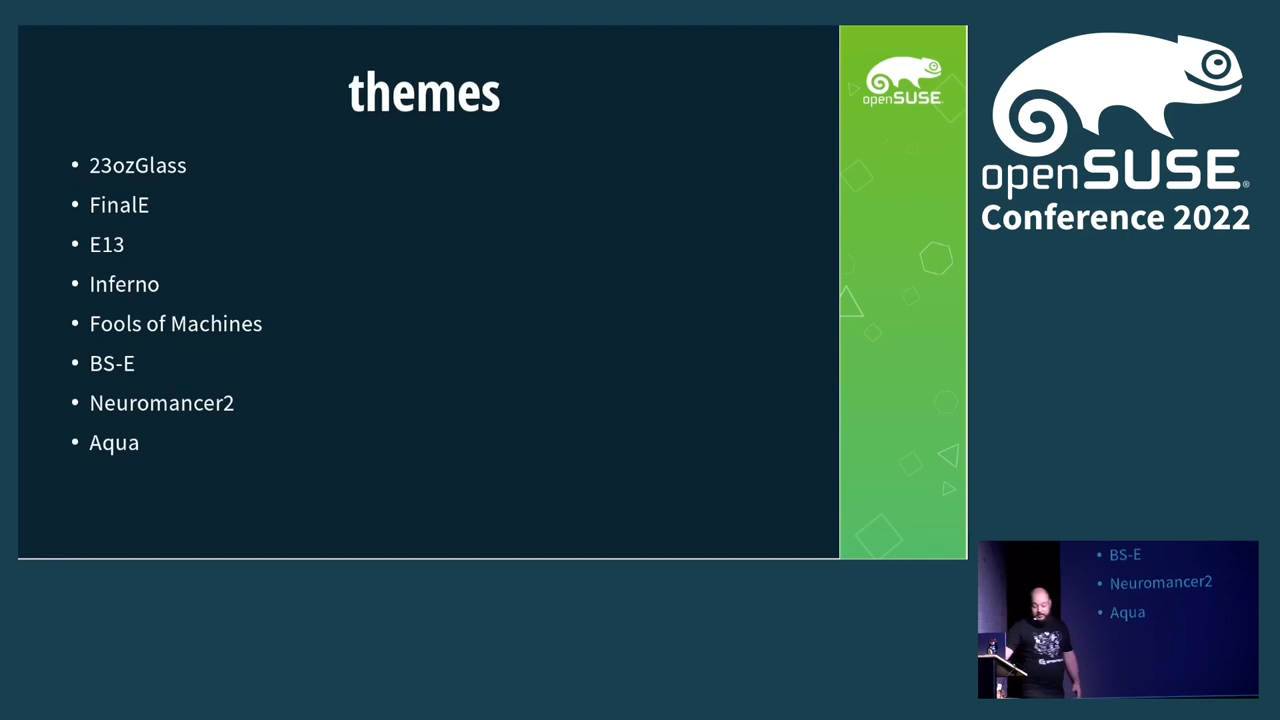 themes
• 23ozGlass
• FinalE
• E13
• Inferno
• Fools of Machines
• BS-E
• Neuromancer2
• Aqua
openSUSE
openSUSE
Conference 2022
• BS-E
• Neuromancer2
• Aqua